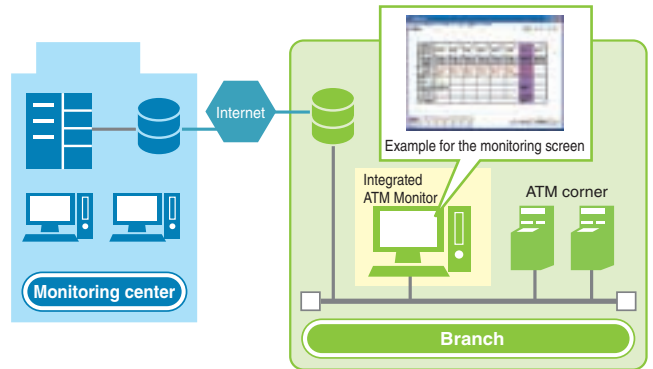 Internet
Example for the monitoring screen
Integrated
ATM Monitor
ATM corner
Monitoring center
Branch